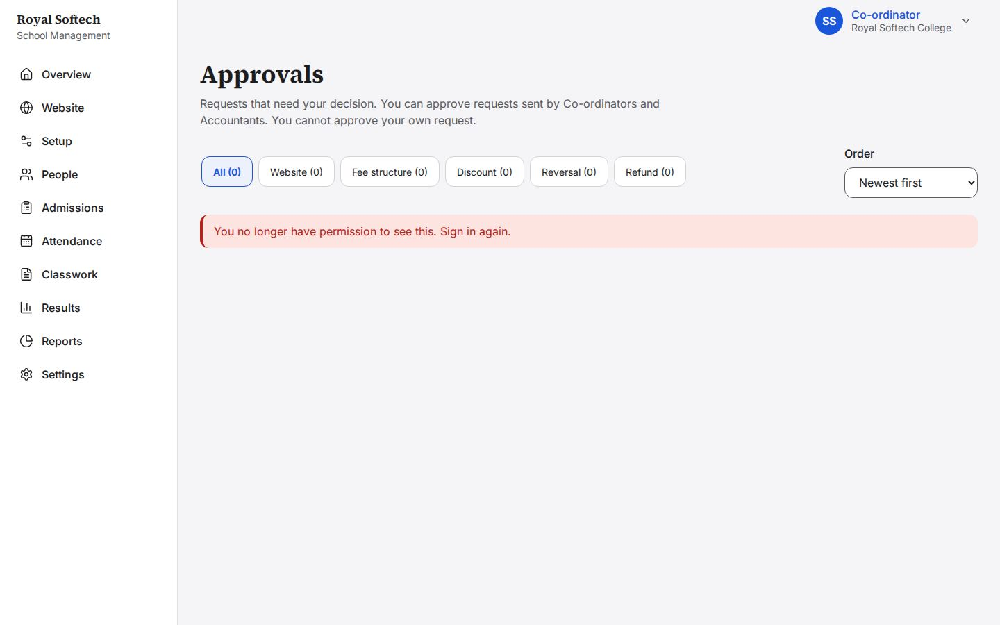 Royal Softech
School Management
Overview
Website
Setup
People
Admissions
Attendance
Classwork
Results
Reports
Settings
SS
Co-ordinator
Royal Softech College
Approvals
Requests that need your decision. You can approve requests sent by Co-ordinators and
Accountants. You cannot approve your own request.
All (0)
Website (0)
Fee structure (0)
Discount (0)
Reversal (0)
Refund (0)
Order
Newest first
You no longer have permission to see this. Sign in again.